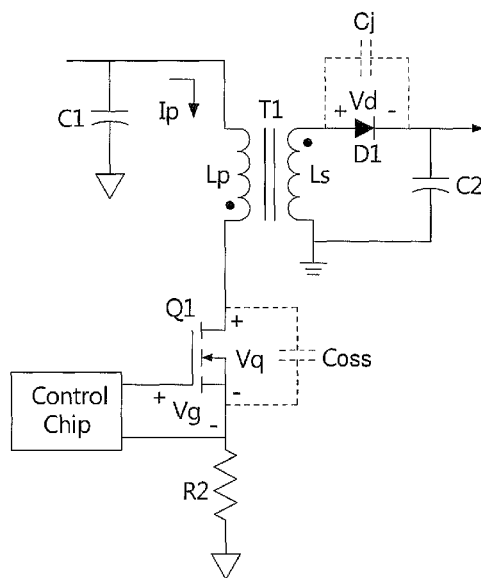 Cj
+ Vd -
Ip
T1
C1
D1
Lp
Ls
C2
Q1
+
Vq
Coss
Control
Chip
+
Vg
-
-
R2